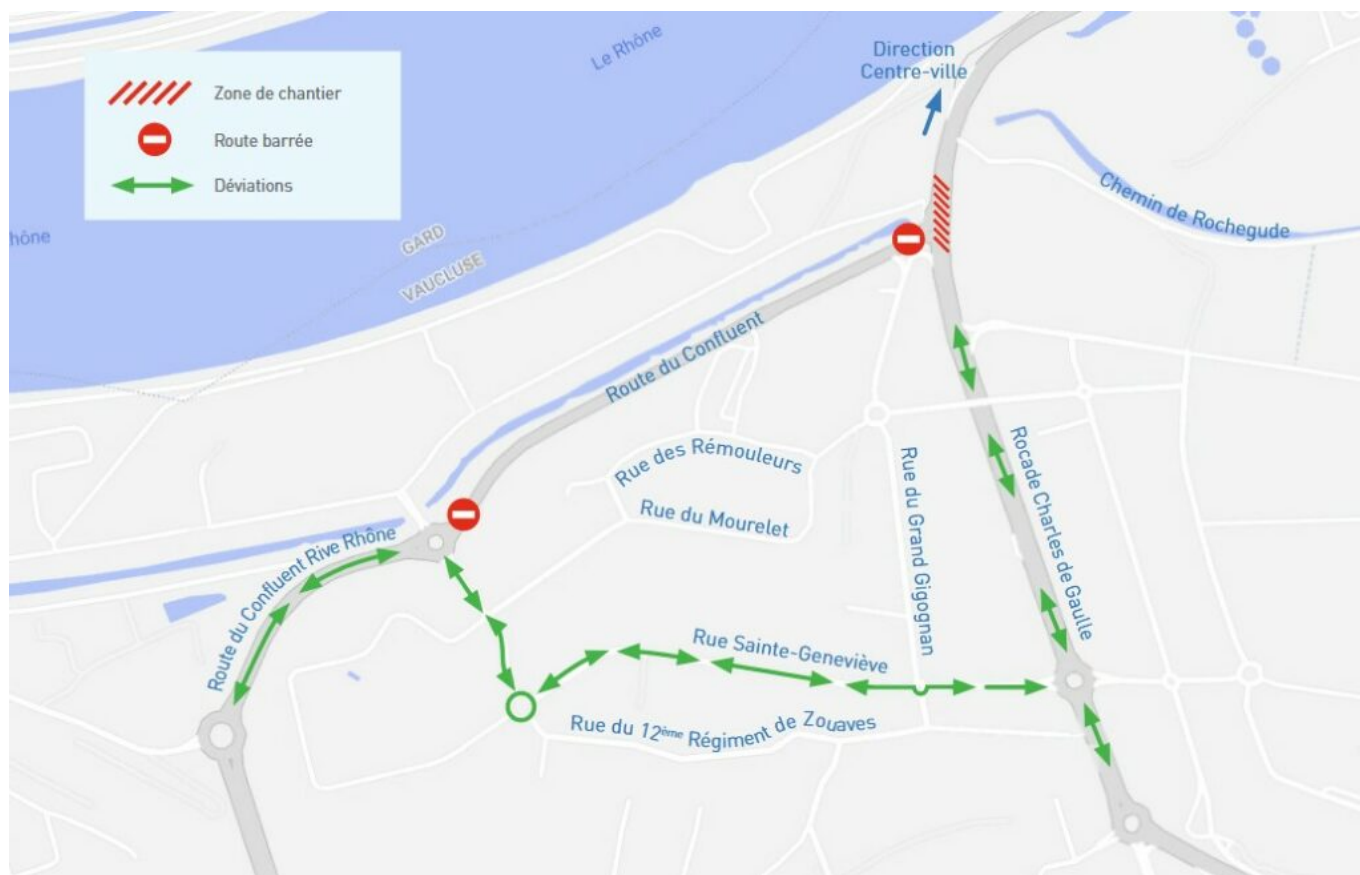 Le Rhône
Direction
Centre-ville
Zone de chantier
Route barrée
Déviations
Chemin de Rochegude
hône
GARD
VAUCLUSE
Route du Confluent
Rue des Rémouleurs
Rue du Mourelet
Rue du Grand Gigognan
Rocade Charles de Gaulle
Route du Confluent Rive Rhône
Rue Sainte-Geneviève
Rue du 12ème Régiment de Zouaves